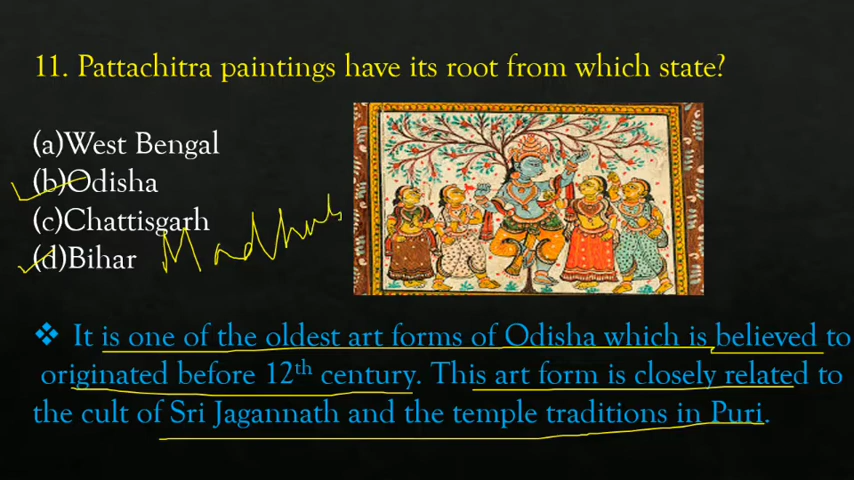 11. Pattachitra paintings have its root from which state?
(a)West Bengal
(b)Odisha
(c)Chattisgarh
(d)Bihar
❖ It is one of the oldest art forms of Odisha which is believed to
originated before 12th century. This art form is closely related to
the cult of Sri Jagannath and the temple traditions in Puri.